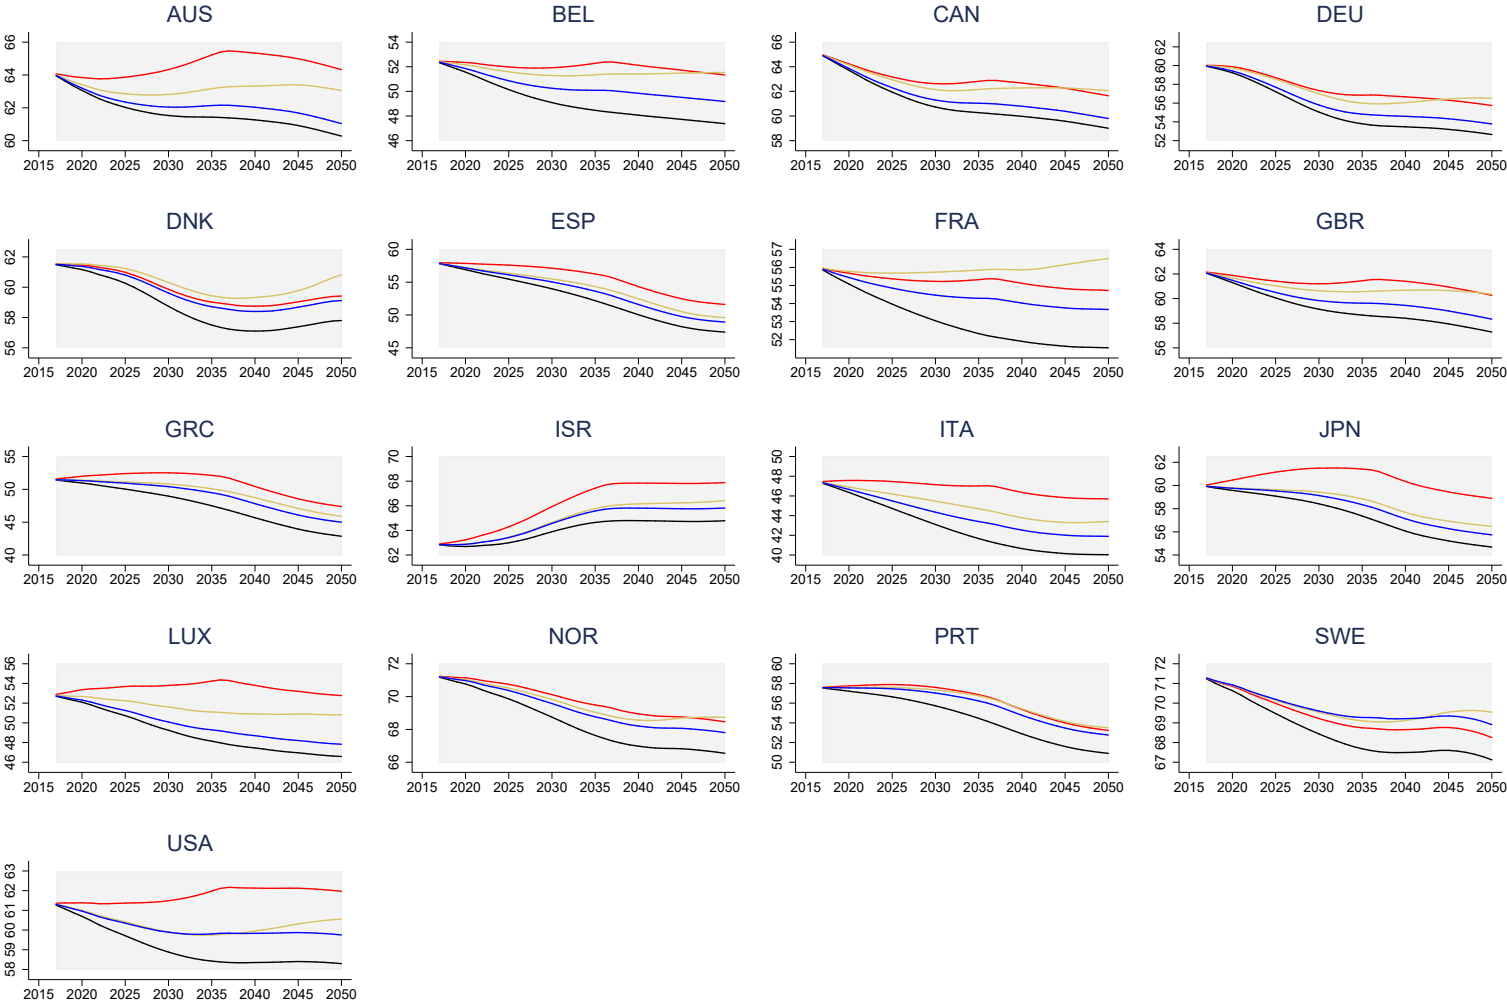 AUS BEL CAN DEU
66 64 62 60
54 52 50 48 46
66 64 62 60 58
62 60 58 56 54 52
2015 2020 2025 2030 2035 2040 2045 2050
2015 2020 2025 2030 2035 2040 2045 2050
2015 2020 2025 2030 2035 2040 2045 2050
2015 2020 2025 2030 2035 2040 2045 2050
DNK ESP FRA GBR
62 60 58 56
60 55 50 45
57 56 55 54 53 52
64 62 60 58 56
2015 2020 2025 2030 2035 2040 2045 2050
2015 2020 2025 2030 2035 2040 2045 2050
2015 2020 2025 2030 2035 2040 2045 2050
2015 2020 2025 2030 2035 2040 2045 2050
GRC ISR ITA JPN
55 50 45 40
70 68 66 64 62
50 48 46 44 42 40
62 60 58 56 54
2015 2020 2025 2030 2035 2040 2045 2050
2015 2020 2025 2030 2035 2040 2045 2050
2015 2020 2025 2030 2035 2040 2045 2050
2015 2020 2025 2030 2035 2040 2045 2050
LUX NOR PRT SWE
56 54 52 50 48 46
72 70 68 66
60 58 56 54 52 50
72 71 70 69 68 67
2015 2020 2025 2030 2035 2040 2045 2050
2015 2020 2025 2030 2035 2040 2045 2050
2015 2020 2025 2030 2035 2040 2045 2050
2015 2020 2025 2030 2035 2040 2045 2050
USA
63 62 61 60 59 58
2015 2020 2025 2030 2035 2040 2045 2050